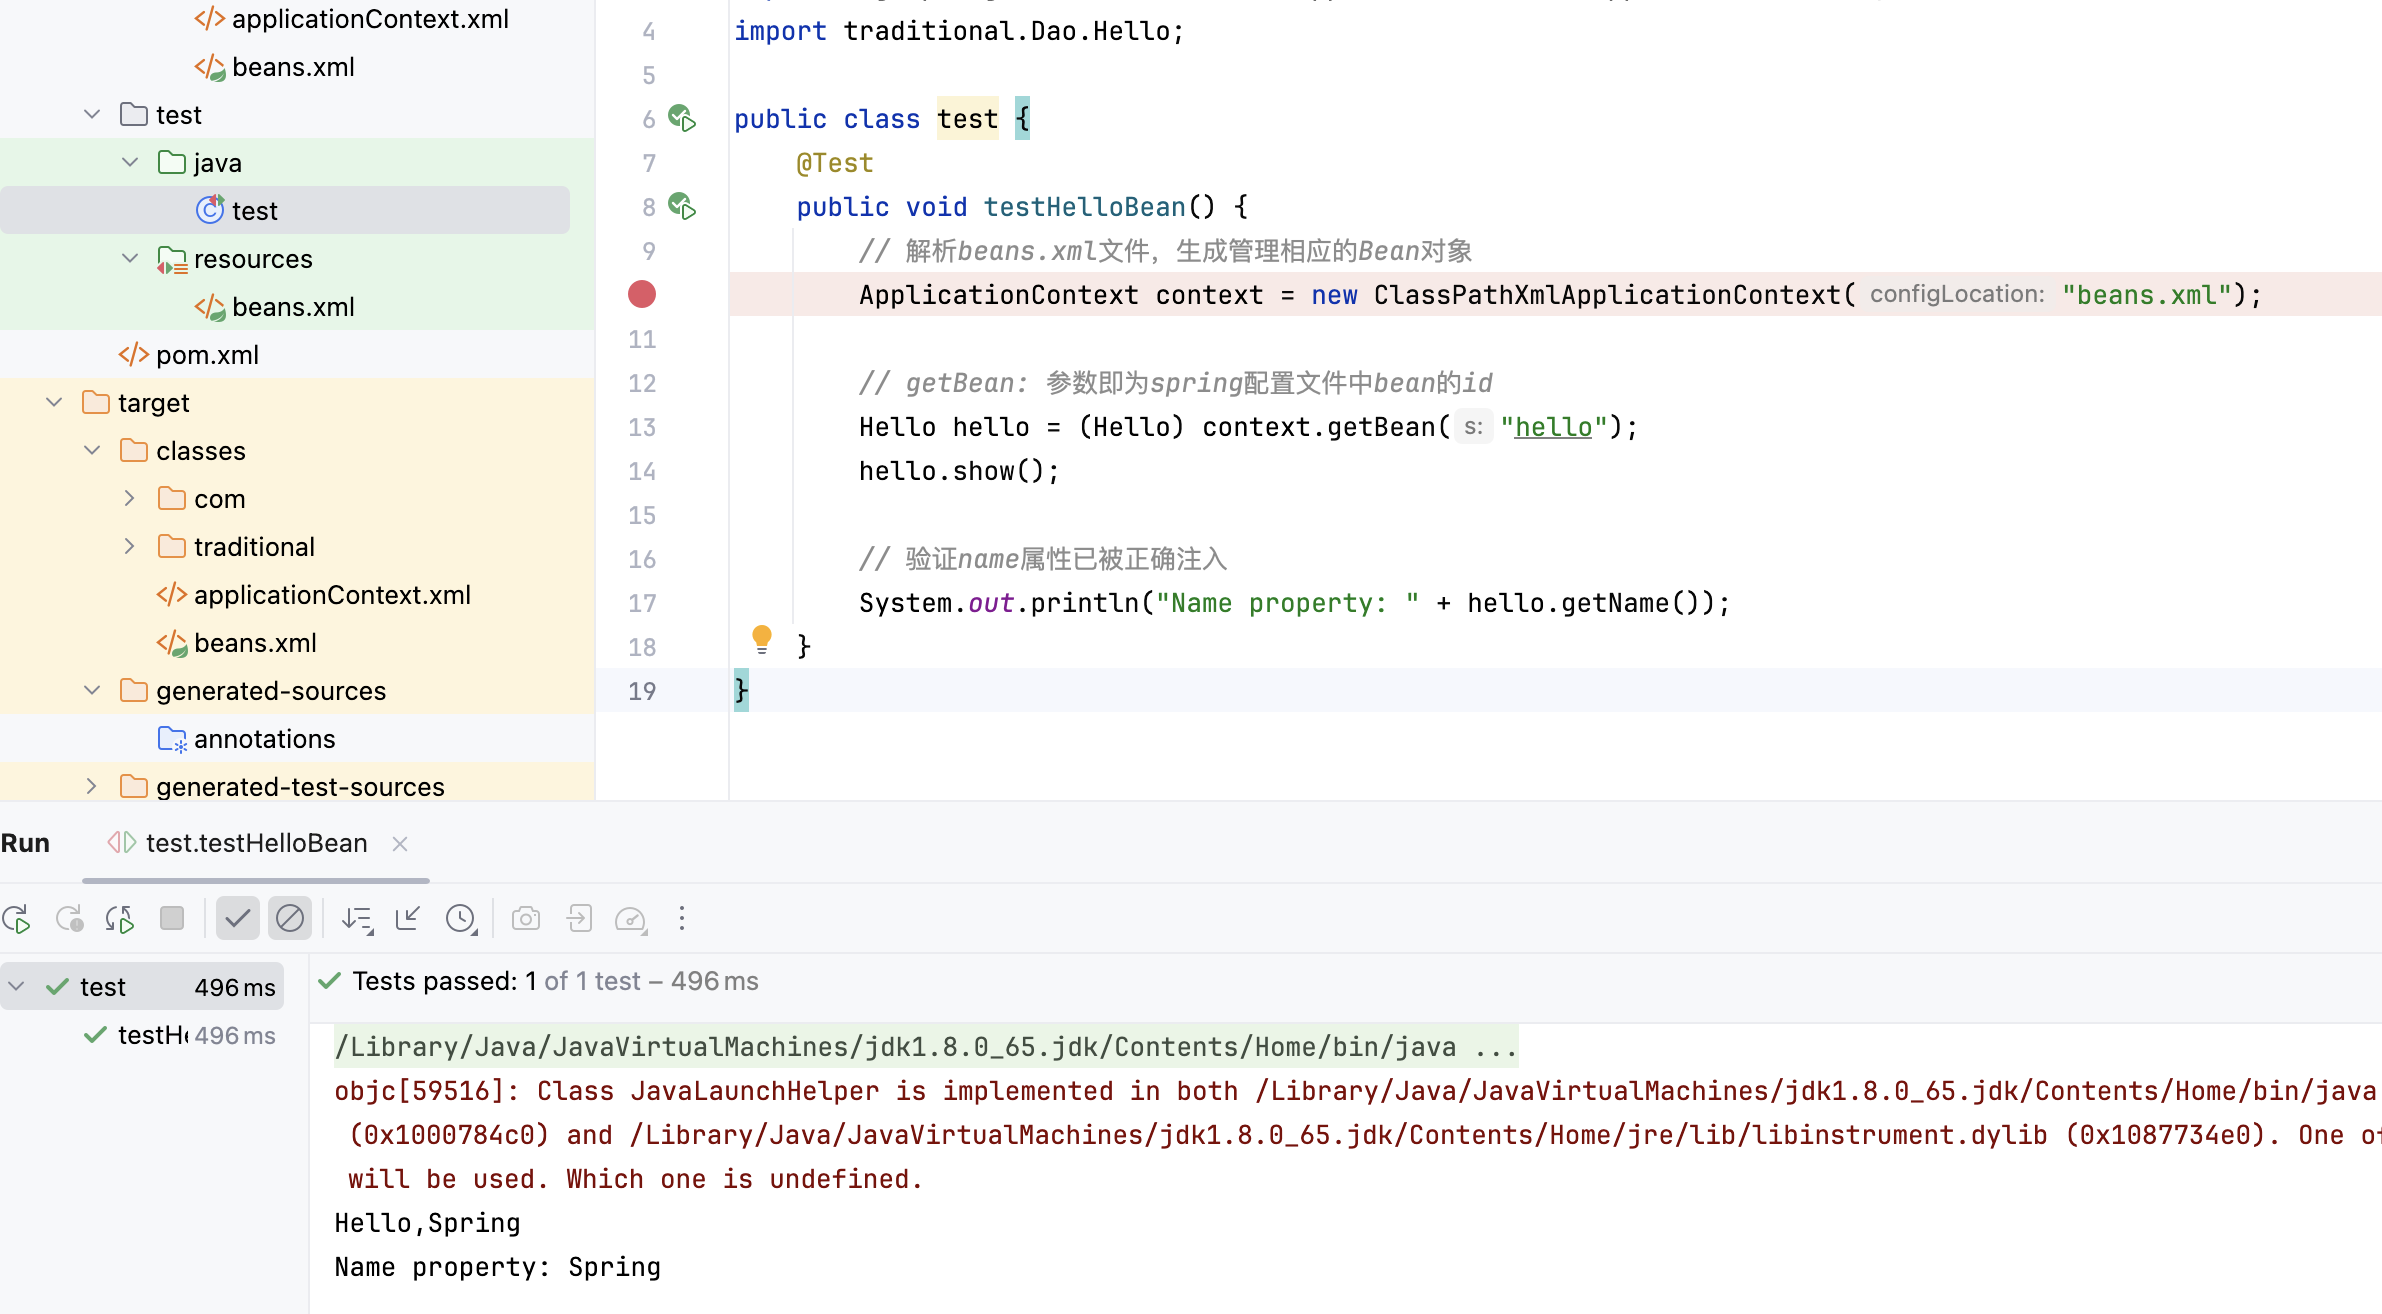 applicationContext.xml
beans.xml
test
java
test
resources
beans.xml
pom.xml
target
classes
com
traditional
applicationContext.xml
beans.xml
generated-sources
annotations
generated-test-sources
4 import traditional.Dao.Hello;
5
6 public class test {
7 @Test
8 public void testHelloBean() {
9 // 解析beans.xml文件，生成管理相应的Bean对象
ApplicationContext context = new ClassPathXmlApplicationContext( configLocation: "beans.xml");
11
12 // getBean: 参数即为spring配置文件中bean的id
13 Hello hello = (Hello) context.getBean( s: "hello");
14 hello.show();
15
16 // 验证name属性已被正确注入
17 System.out.println("Name property: " + hello.getName());
18 }
19 }
Run test.testHelloBean
test 496 ms
testHe 496 ms
Tests passed: 1 of 1 test – 496 ms
/Library/Java/JavaVirtualMachines/jdk1.8.0_65.jdk/Contents/Home/bin/java ...
objc[59516]: Class JavaLaunchHelper is implemented in both /Library/Java/JavaVirtualMachines/jdk1.8.0_65.jdk/Contents/Home/bin/java
(0x1000784c0) and /Library/Java/JavaVirtualMachines/jdk1.8.0_65.jdk/Contents/Home/jre/lib/libinstrument.dylib (0x1087734e0). One of
will be used. Which one is undefined.
Hello,Spring
Name property: Spring